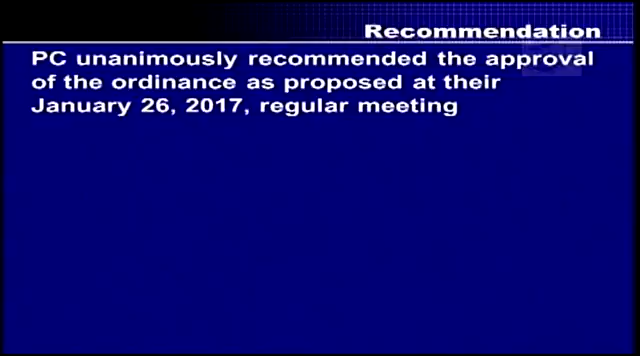 Recommendation
PC unanimously recommended the approval
of the ordinance as proposed at their
January 26, 2017, regular meeting